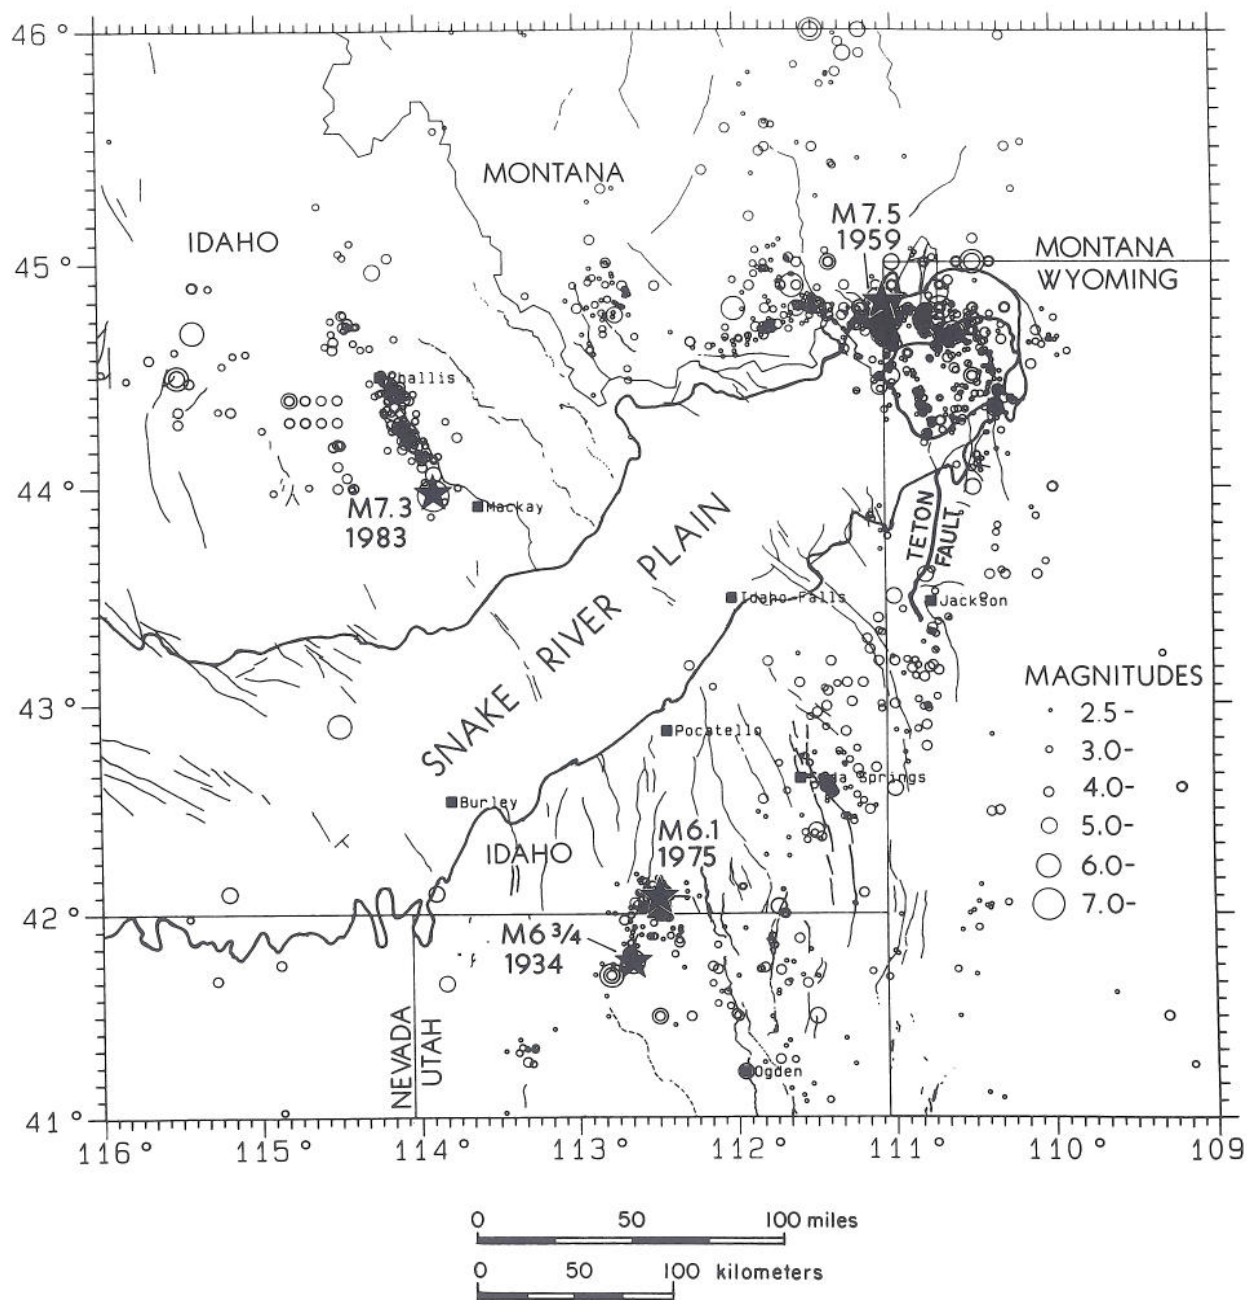 46°
MONTANA
M7.5
1959
IDAHO
MONTANA
WYOMING
45°
Challis
44°
M7.3
1983
Mackay
SNAKE RIVER PLAIN
TETON
FAULT
Idaho Falls
Jackson
MAGNITUDES
2.5-
3.0-
4.0-
5.0-
6.0-
7.0-
43°
Pocatello
Soda Springs
Burley
M6.1
1975
IDAHO
42°
M6 3/4
1934
NEVADA
UTAH
Ogden
41°
116° 115° 114° 113° 112° 111° 110° 109°
0 50 100 miles
0 50 100 kilometers